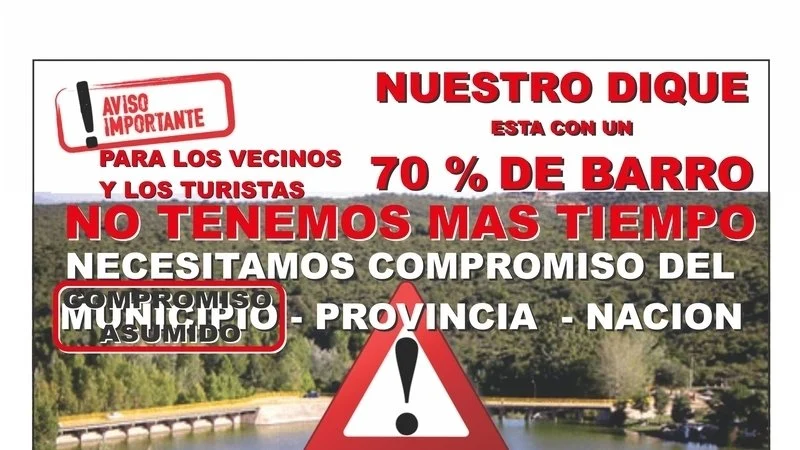 AVISO
IMPORTANTE
PARA LOS VECINOS
Y LOS TURISTAS
NUESTRO DIQUE
ESTA CON UN
70 % DE BARRO
NO TENEMOS MAS TIEMPO
NECESITAMOS COMPROMISO DEL
MUNICIPIO - PROVINCIA - NACION
COMPROMISO
ASUMIDO